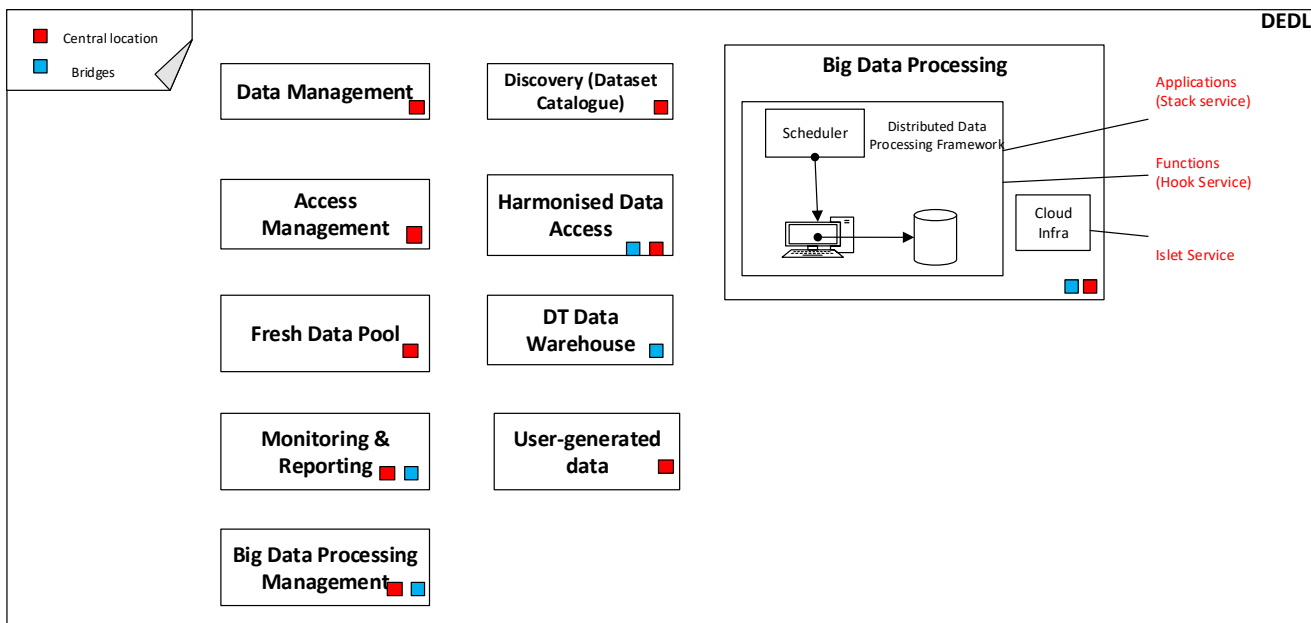 DEDL
Central location
Bridges
Data Management
Access
Management
Fresh Data Pool
Monitoring &
Reporting
Big Data Processing
Management
Discovery (Dataset
Catalogue)
Harmonised Data
Access
DT Data
Warehouse
User-generated
data
Big Data Processing
Scheduler
Distributed Data
Processing Framework
Cloud
Infra
Applications
(Stack service)
Functions
(Hook Service)
Islet Service